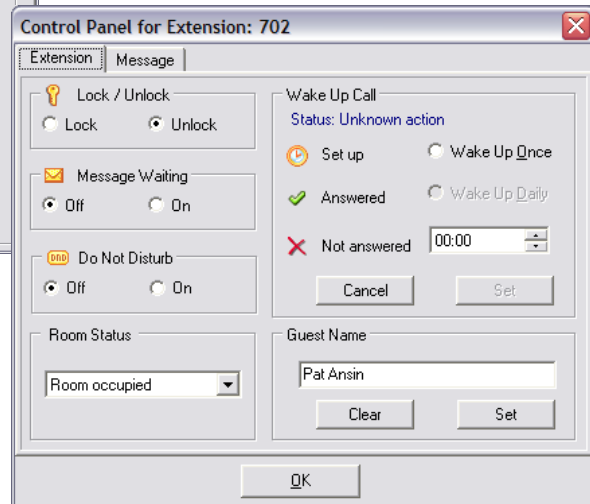 Control Panel for Extension: 702
Extension Message
Lock / Unlock
Lock Unlock
Message Waiting
Off On
DND Do Not Disturb
Off On
Room Status
Room occupied
Wake Up Call
Status: Unknown action
Set up Wake Up Once
Answered Wake Up Daily
Not answered 00:00
Cancel Set
Guest Name
Pat Ansin
Clear Set
OK